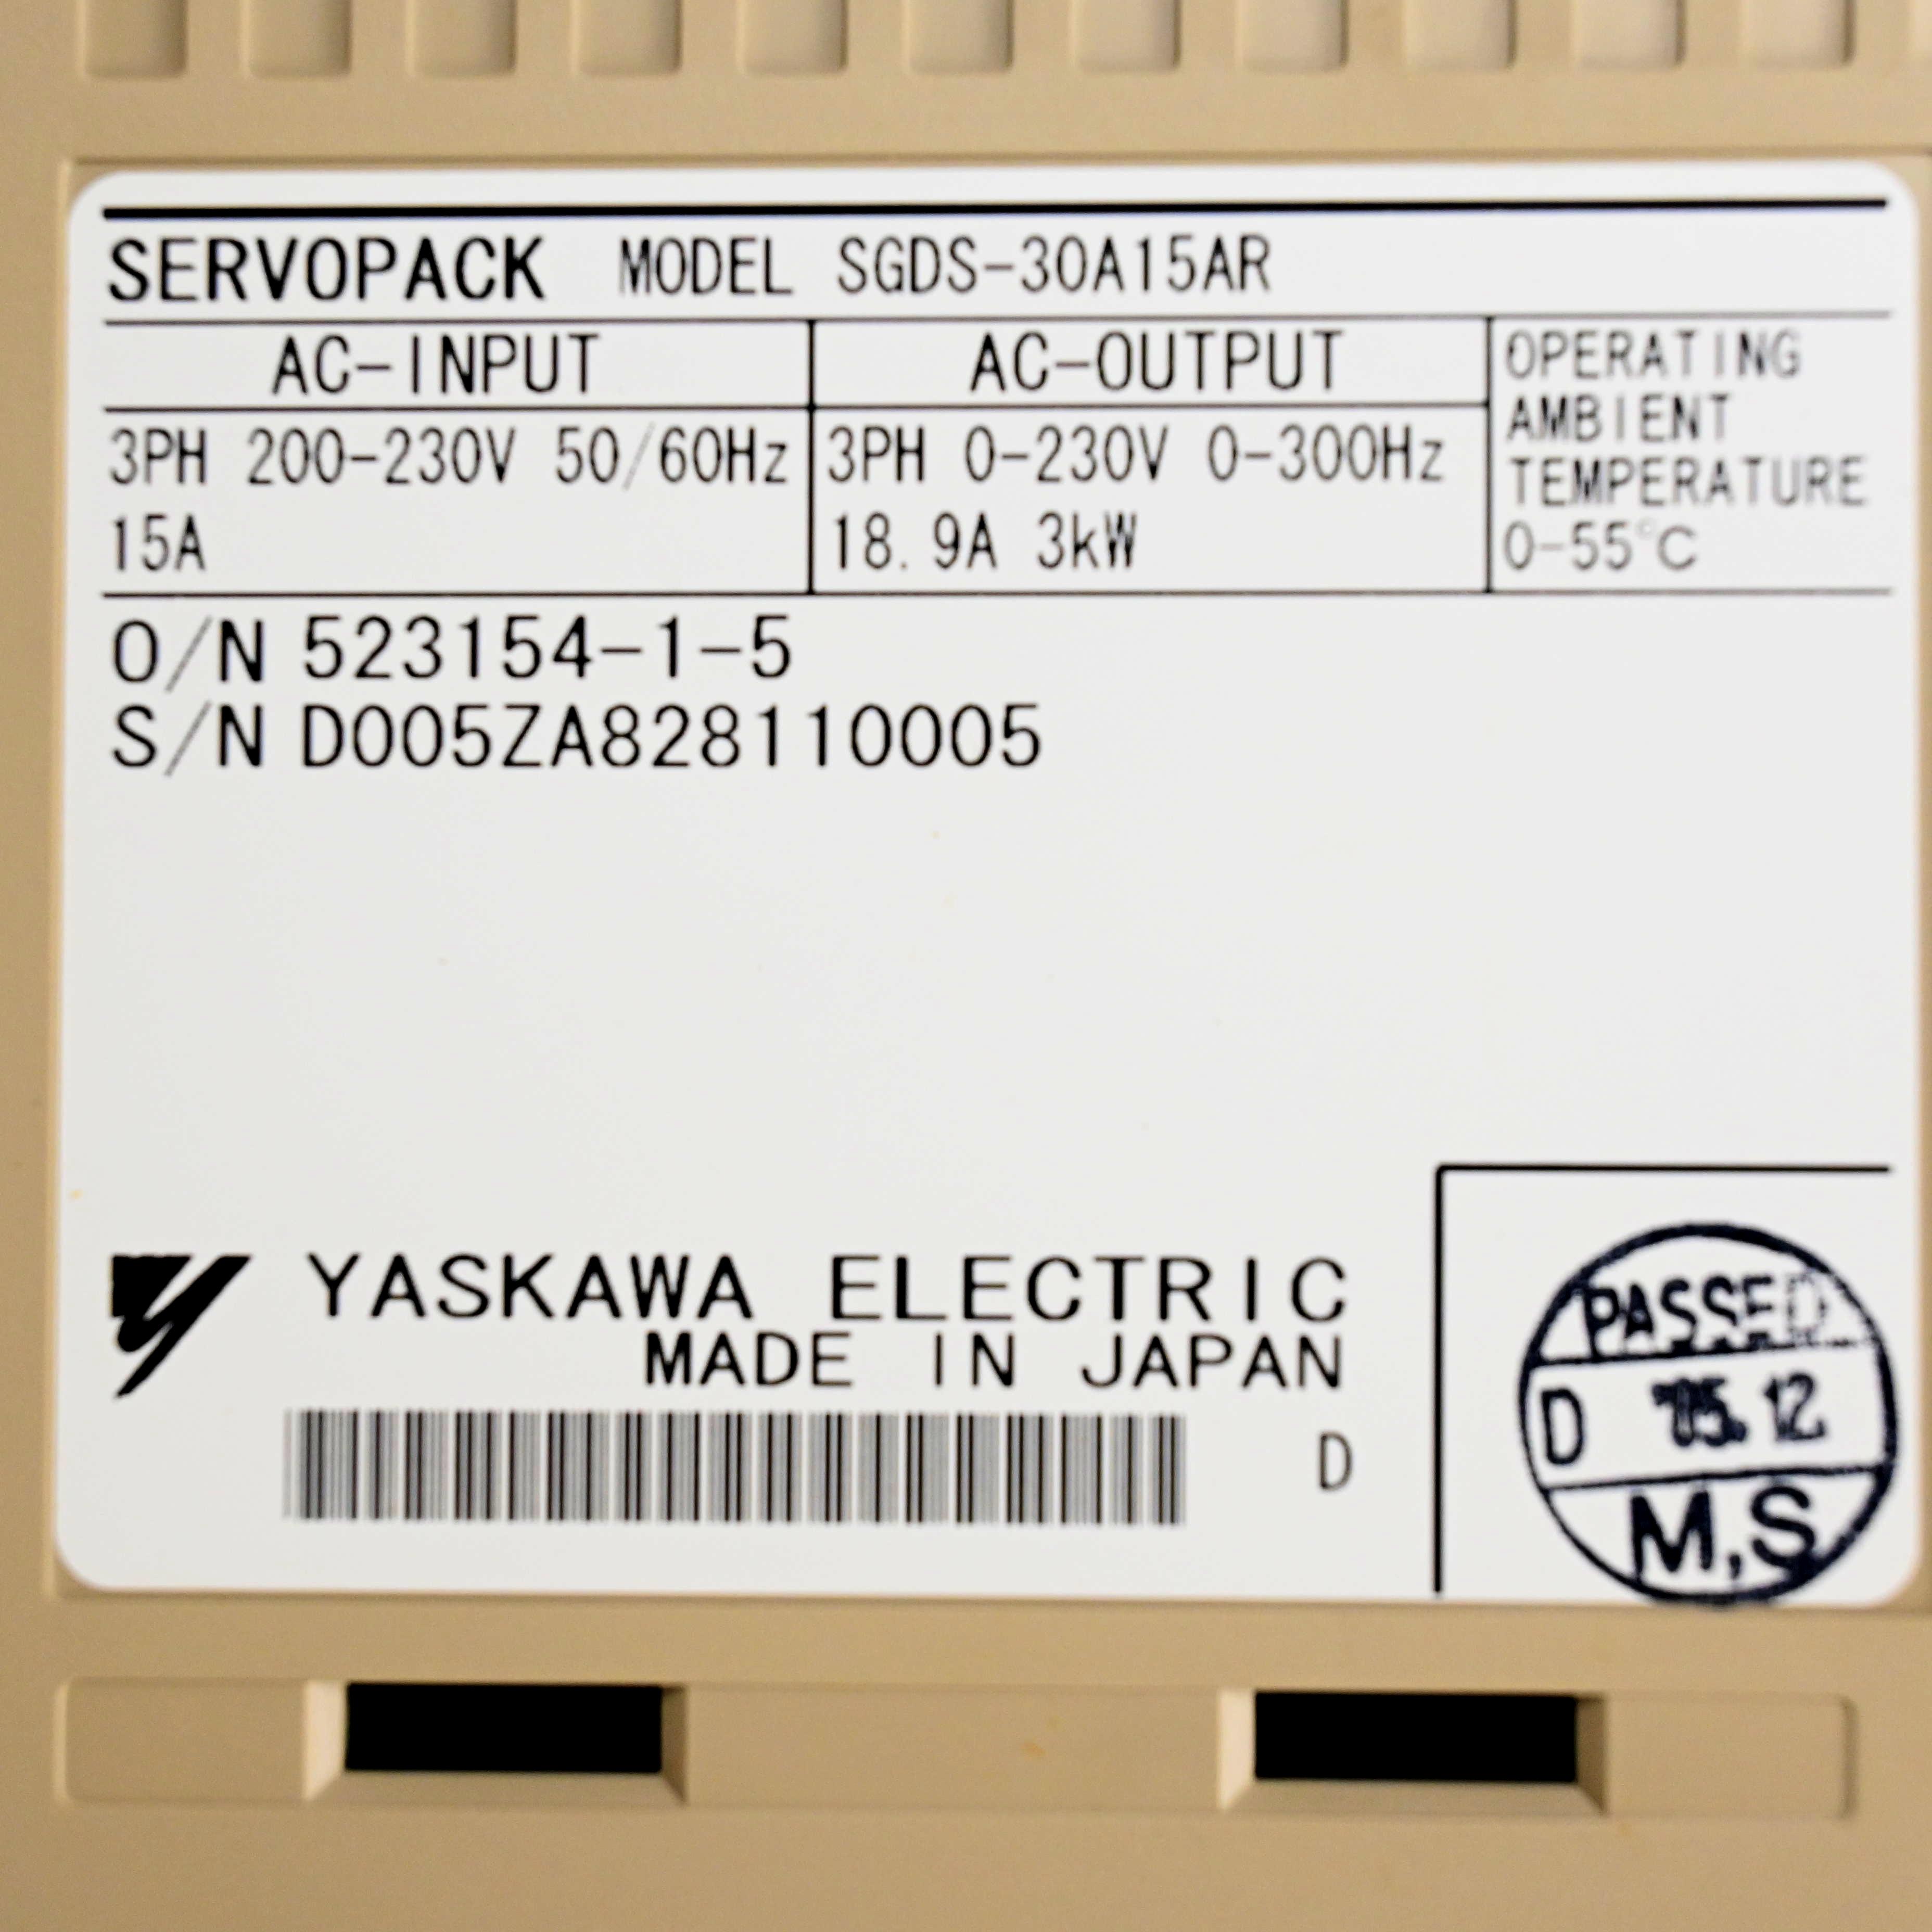 SERVOPACK MODEL SGDS-30A15AR
AC-INPUT
3PH 200-230V 50/60Hz
15A
AC-OUTPUT
3PH 0-230V 0-300Hz
18.9A 3kW
OPERATING
AMBIENT
TEMPERATURE
0-55°C
O/N 523154-1-5
S/N D005ZA828110005
YASKAWA ELECTRIC
MADE IN JAPAN
D
PASSED
D '05.12
M,S